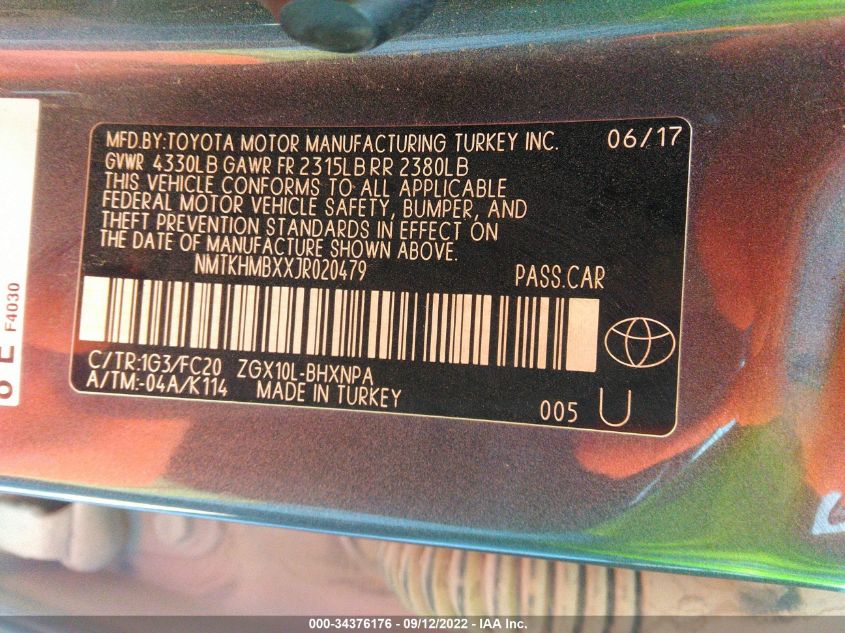 MFD.BY:TOYOTA MOTOR MANUFACTURING TURKEY INC. 06/17
GVWR 4330LB GAWR FR 2315LB RR 2380LB
THIS VEHICLE CONFORMS TO ALL APPLICABLE
FEDERAL MOTOR VEHICLE SAFETY, BUMPER, AND
THEFT PREVENTION STANDARDS IN EFFECT ON
THE DATE OF MANUFACTURE SHOWN ABOVE.
NMTKHMBXXJR020479 PASS.CAR
C/TR:1G3/FC20 ZGX10L-BHXNPA
A/TM:-04A/K114 MADE IN TURKEY
005 U
F4030
000-34376176 - 09/12/2022 - IAA Inc.